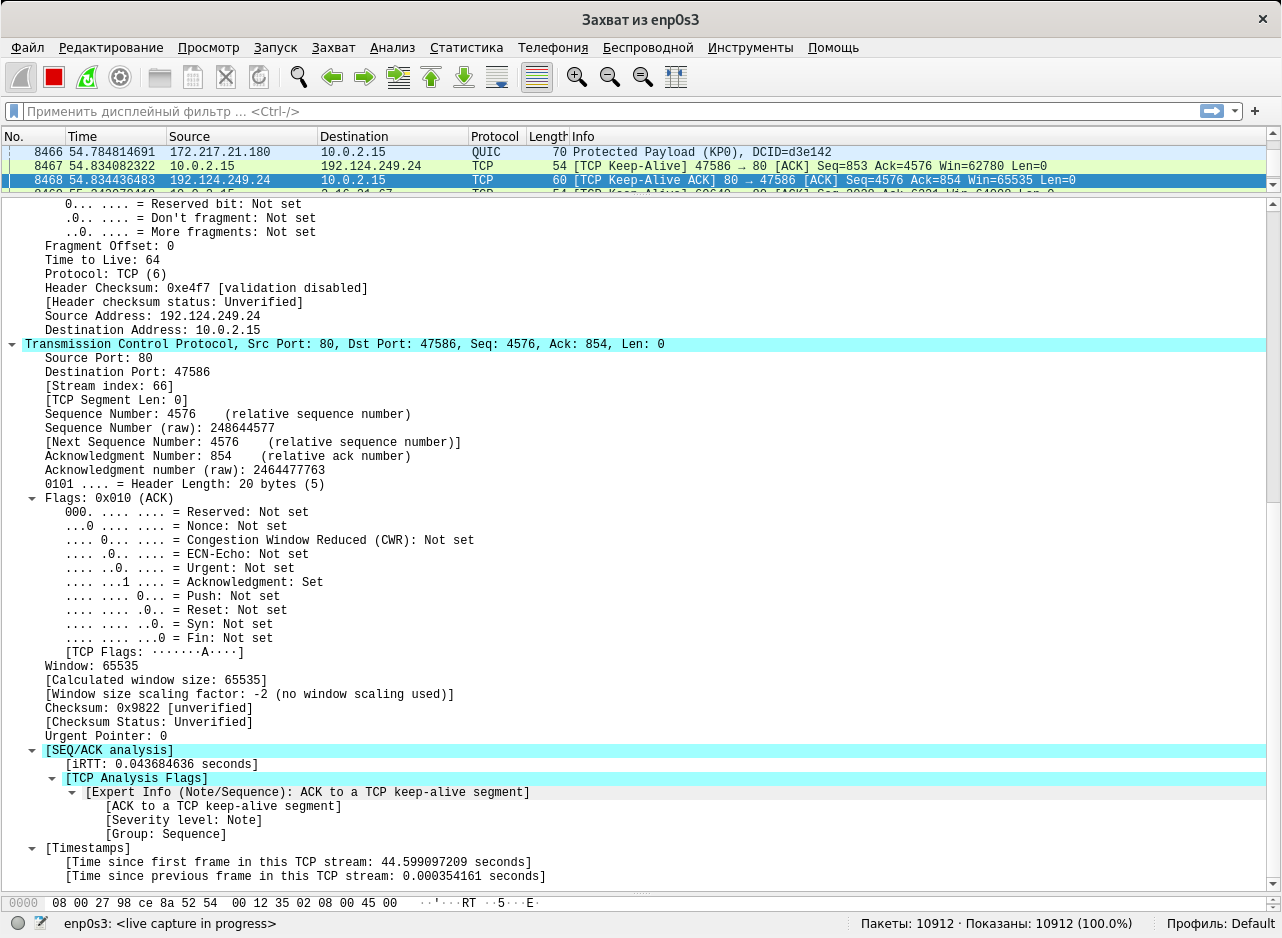 Захват из enp0s3
Файл Редактирование Просмотр Запуск Захват Анализ Статистика Телефония Беспроводной Инструменты Помощь
Применить дисплейный фильтр ... <Ctrl-/>
No. Time Source Destination Protocol Length Info
8466 54.784814691 172.217.21.180 10.0.2.15 QUIC 70 Protected Payload (KP0), DCID=d3e142
8467 54.834082322 10.0.2.15 192.124.249.24 TCP 54 [TCP Keep-Alive] 47586 → 80 [ACK] Seq=853 Ack=4576 Win=62780 Len=0
8468 54.834436483 192.124.249.24 10.0.2.15 TCP 60 [TCP Keep-Alive ACK] 80 → 47586 [ACK] Seq=4576 Ack=854 Win=65535 Len=0
0... .... = Reserved bit: Not set
.0.. .... = Don't fragment: Not set
..0. .... = More fragments: Not set
Fragment Offset: 0
Time to Live: 64
Protocol: TCP (6)
Header Checksum: 0xe4f7 [validation disabled]
[Header checksum status: Unverified]
Source Address: 192.124.249.24
Destination Address: 10.0.2.15
Transmission Control Protocol, Src Port: 80, Dst Port: 47586, Seq: 4576, Ack: 854, Len: 0
Source Port: 80
Destination Port: 47586
[Stream index: 66]
[TCP Segment Len: 0]
Sequence Number: 4576 (relative sequence number)
Sequence Number (raw): 248644577
[Next Sequence Number: 4576 (relative sequence number)]
Acknowledgment Number: 854 (relative ack number)
Acknowledgment number (raw): 2464477763
0101 .... = Header Length: 20 bytes (5)
Flags: 0x010 (ACK)
000. .... .... = Reserved: Not set
...0 .... .... = Nonce: Not set
.... 0... .... = Congestion Window Reduced (CWR): Not set
.... .0.. .... = ECN-Echo: Not set
.... ..0. .... = Urgent: Not set
.... ...1 .... = Acknowledgment: Set
.... .... 0... = Push: Not set
.... .... .0.. = Reset: Not set
.... .... ..0. = Syn: Not set
.... .... ...0 = Fin: Not set
[TCP Flags: ·······A····]
Window: 65535
[Calculated window size: 65535]
[Window size scaling factor: -2 (no window scaling used)]
Checksum: 0x9822 [unverified]
[Checksum Status: Unverified]
Urgent Pointer: 0
[SEQ/ACK analysis]
[iRTT: 0.043684636 seconds]
[TCP Analysis Flags]
[Expert Info (Note/Sequence): ACK to a TCP keep-alive segment]
[ACK to a TCP keep-alive segment]
[Severity level: Note]
[Group: Sequence]
[Timestamps]
[Time since first frame in this TCP stream: 44.599097209 seconds]
[Time since previous frame in this TCP stream: 0.000354161 seconds]
0000 08 00 27 98 ce 8a 52 54 00 12 35 02 08 00 45 00 ··'···RT ··5···E·
enp0s3: <live capture in progress> Пакеты: 10912 · Показаны: 10912 (100.0%) Профиль: Default